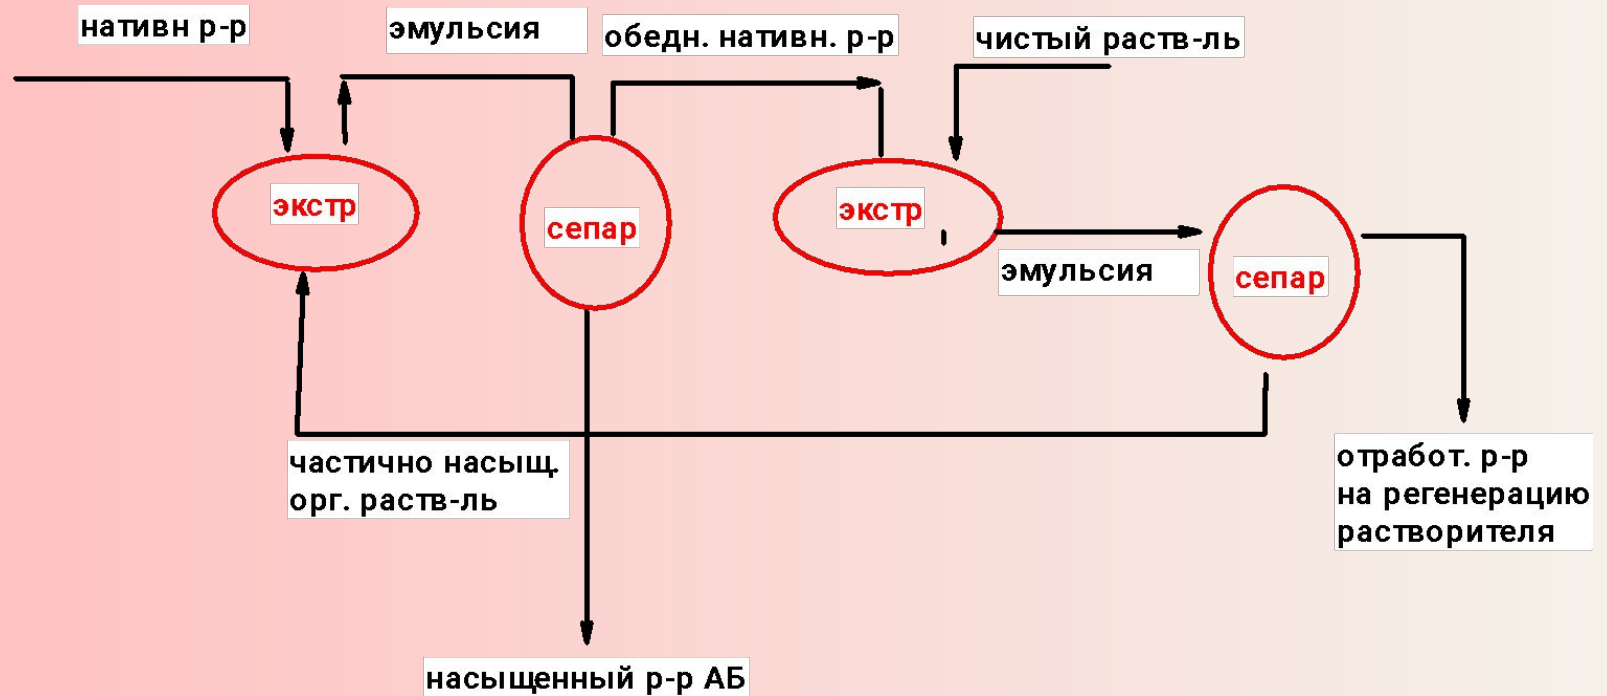 нативн р-р
эмульсия
обедн. нативн. р-р
чистый раств-ль
экстр
сепар
экстр
эмульсия
сепар
частично насыщ.
орг. раств-ль
отработ. р-р
на регенерацию
растворителя
насыщенный р-р АБ